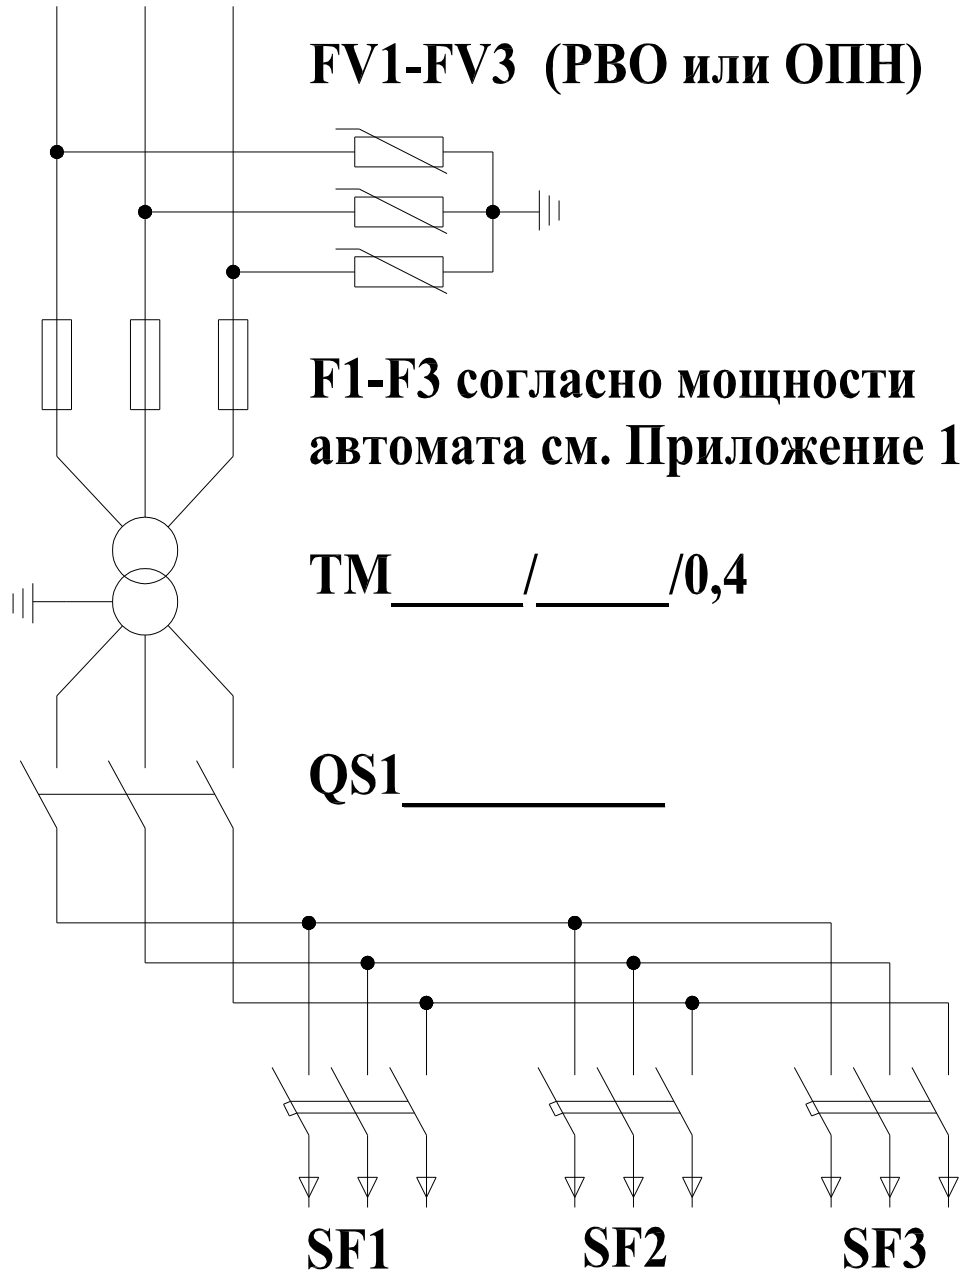 FV1-FV3 (РВО или ОПН)
F1-F3 согласно мощности
автомата см. Приложение 1
ТМ_____/_____/0,4
QS1__________
SF1 SF2 SF3